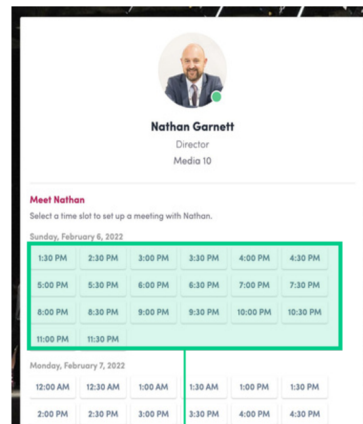 Nathan Garnett
Director
Media 10
Meet Nathan
Select a time slot to set up a meeting with Nathan.
Sunday, February 6, 2022
1:30 PM 2:30 PM 3:00 PM 3:30 PM 4:00 PM 4:30 PM
5:00 PM 5:30 PM 6:00 PM 6:30 PM 7:00 PM 7:30 PM
8:00 PM 8:30 PM 9:00 PM 9:30 PM 10:00 PM 10:30 PM
11:00 PM 11:30 PM
Monday, February 7, 2022
12:00 AM 12:30 AM 1:00 AM 1:30 AM 1:00 PM 1:30 PM
2:00 PM 2:30 PM 3:00 PM 3:30 PM 4:00 PM 4:30 PM